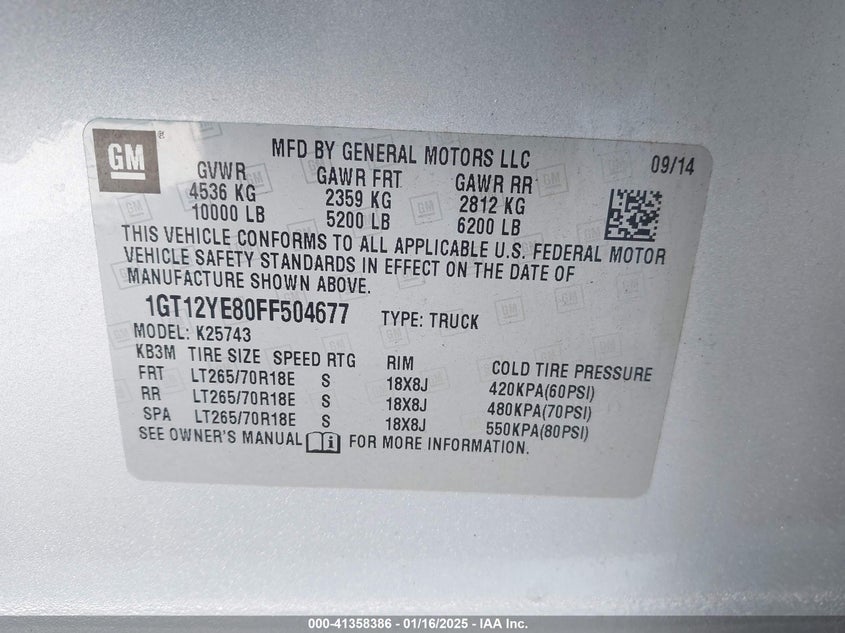 GM ®
MFD BY GENERAL MOTORS LLC 09/14
GVWR GAWR FRT GAWR RR
4536 KG 2359 KG 2812 KG
10000 LB 5200 LB 6200 LB
THIS VEHICLE CONFORMS TO ALL APPLICABLE U.S. FEDERAL MOTOR
VEHICLE SAFETY STANDARDS IN EFFECT ON THE DATE OF
MANUFACTURE SHOWN ABOVE.
1GT12YE80FF504677 TYPE: TRUCK
MODEL: K25743
KB3M TIRE SIZE SPEED RTG RIM COLD TIRE PRESSURE
FRT LT265/70R18E S 18X8J 420KPA(60PSI)
RR LT265/70R18E S 18X8J 480KPA(70PSI)
SPA LT265/70R18E S 18X8J 550KPA(80PSI)
SEE OWNER'S MANUAL FOR MORE INFORMATION.
000-41358386 - 01/16/2025 - IAA Inc.